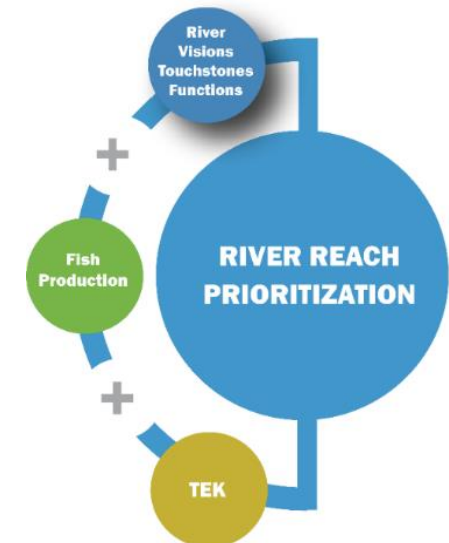 River
Visions
Touchstones
Functions
+
Fish
Production
+
TEK
RIVER REACH
PRIORITIZATION